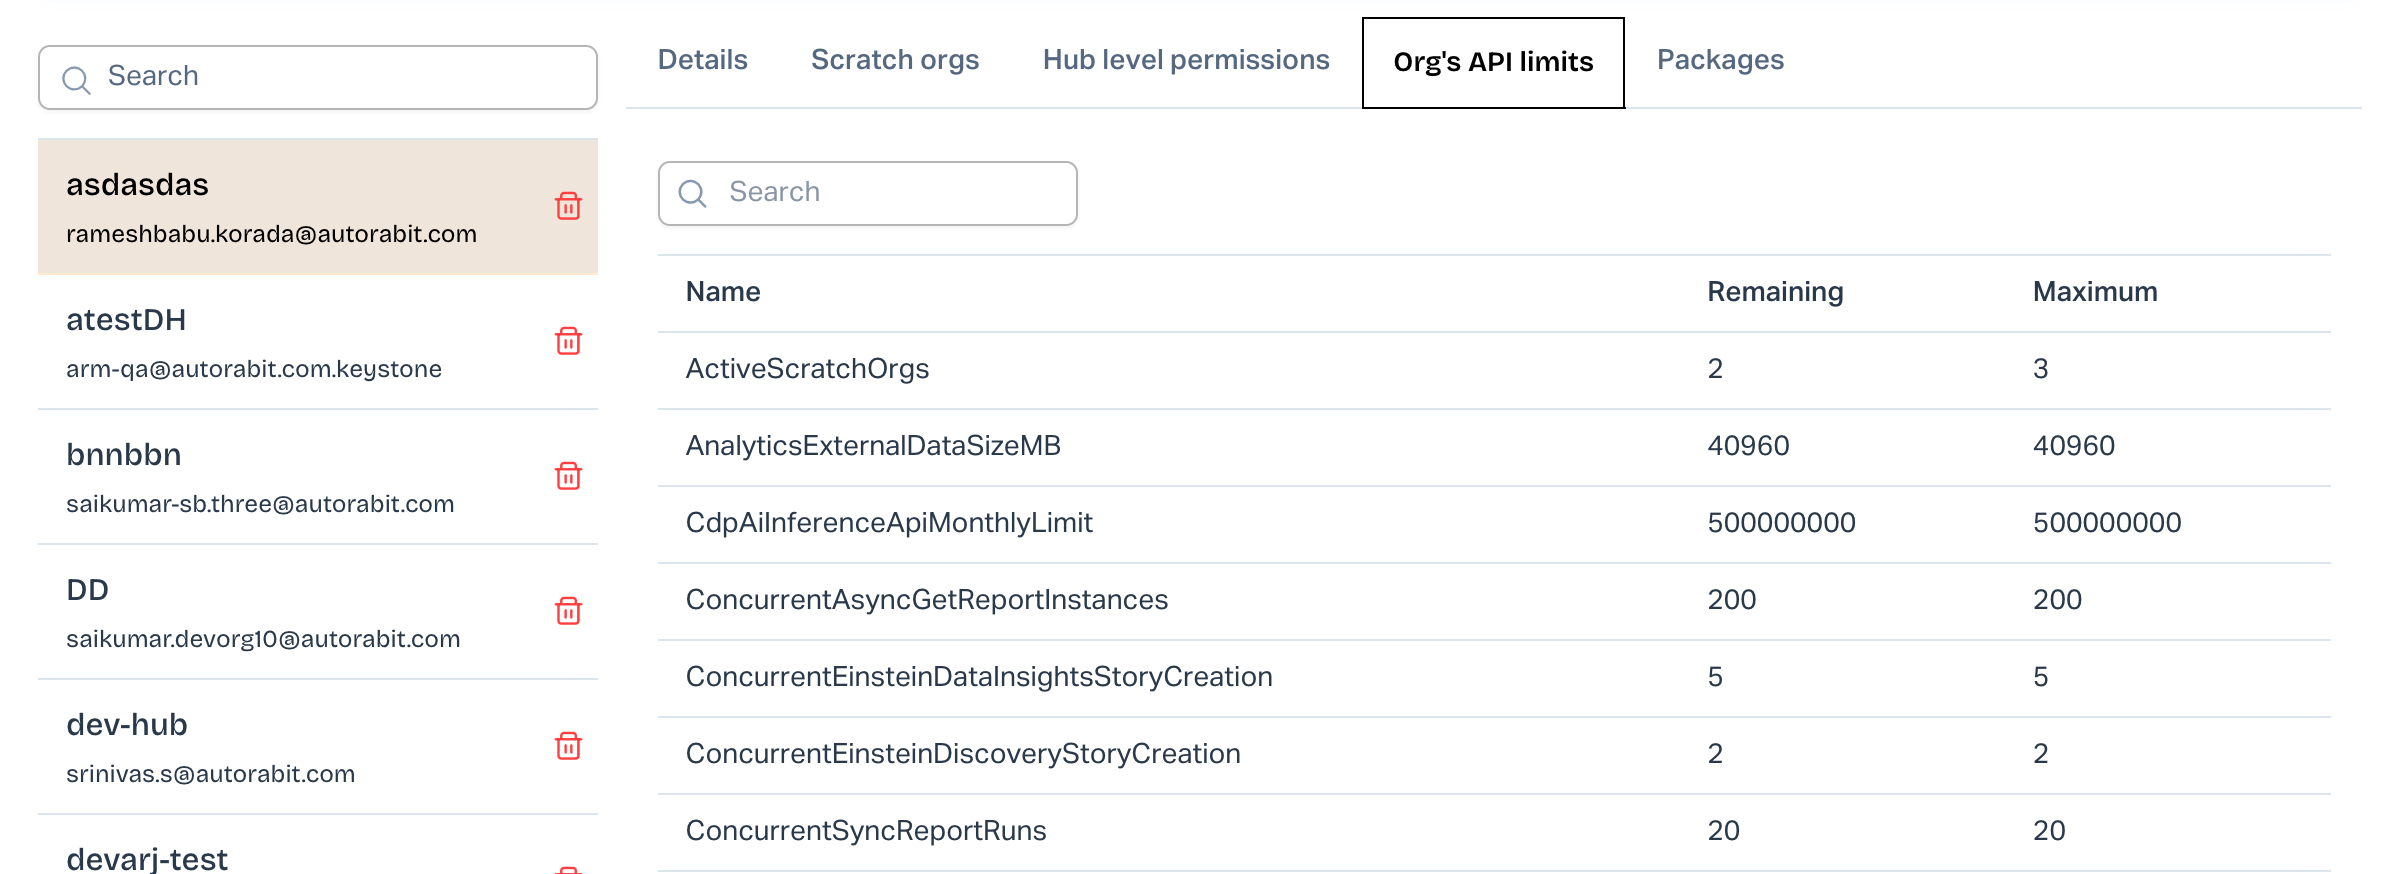 Search
asdasdas
rameshbabu.korada@autorabit.com
atestDH
arm-qa@autorabit.com.keystone
bnnbbn
saikumar-sb.three@autorabit.com
DD
saikumar.devorg10@autorabit.com
dev-hub
srinivas.s@autorabit.com
devarj-test
Details Scratch orgs Hub level permissions Org's API limits Packages
Search
Name Remaining Maximum
ActiveScratchOrgs 2 3
AnalyticsExternalDataSizeMB 40960 40960
CdpAiInferenceApiMonthlyLimit 500000000 500000000
ConcurrentAsyncGetReportInstances 200 200
ConcurrentEinsteinDataInsightsStoryCreation 5 5
ConcurrentEinsteinDiscoveryStoryCreation 2 2
ConcurrentSyncReportRuns 20 20